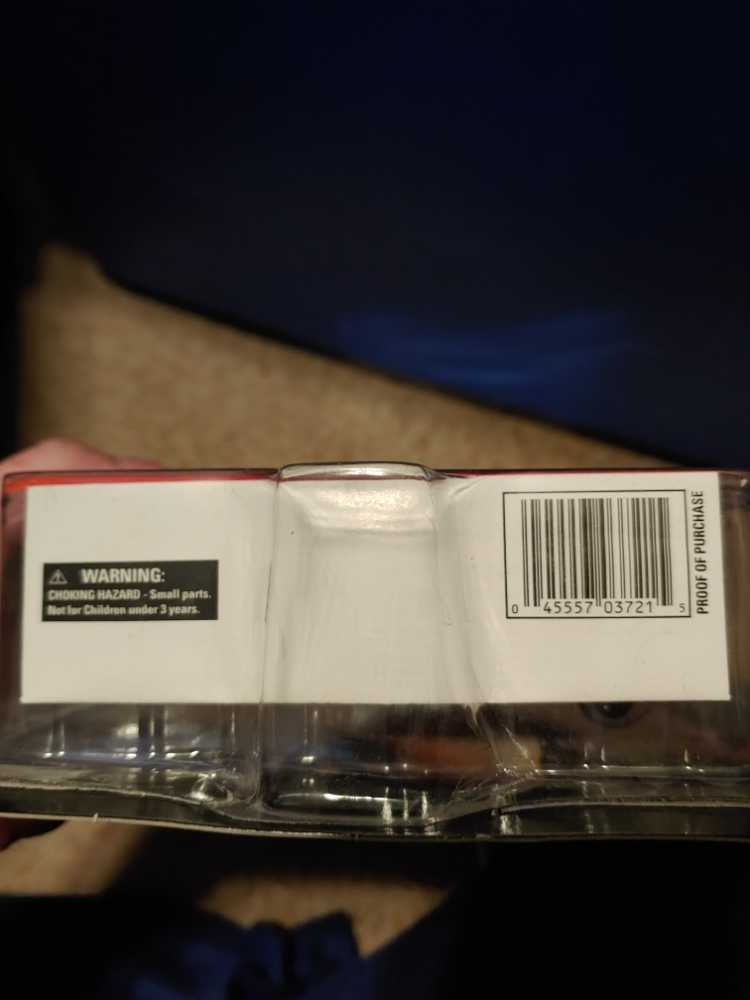 WARNING:
CHOKING HAZARD - Small parts.
Not for Children under 3 years.
0 45557 03721 5
PROOF OF PURCHASE